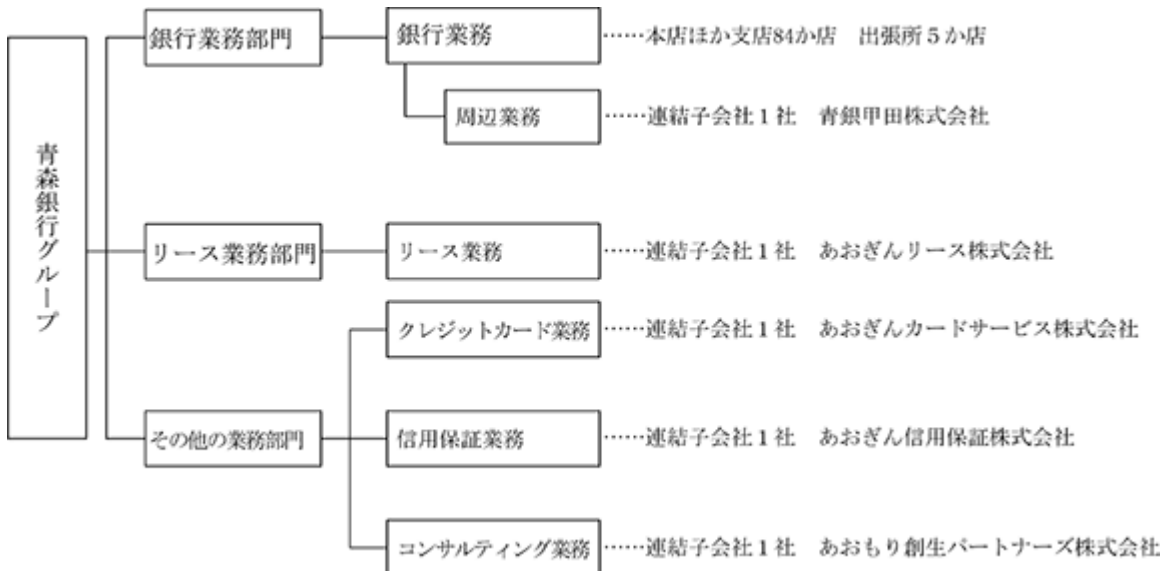 青森銀行グループ
銀行業務部門
銀行業務
……本店ほか支店84か店　出張所５か店
周辺業務
……連結子会社１社　青銀甲田株式会社
リース業務部門
リース業務
……連結子会社１社　あおぎんリース株式会社
その他の業務部門
クレジットカード業務
……連結子会社１社　あおぎんカードサービス株式会社
信用保証業務
……連結子会社１社　あおぎん信用保証株式会社
コンサルティング業務
……連結子会社１社　あおもり創生パートナーズ株式会社